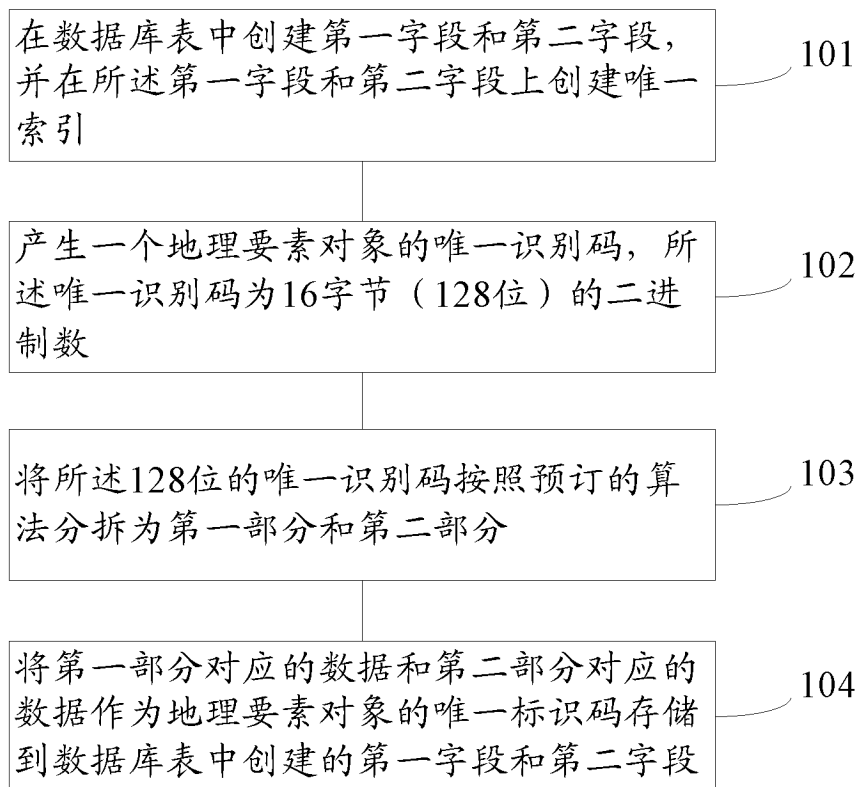 在数据库表中创建第一字段和第二字段，
并在所述第一字段和第二字段上创建唯一
索引
101
产生一个地理要素对象的唯一识别码，所
述唯一识别码为16字节（128位）的二进
制数
102
将所述128位的唯一识别码按照预订的算
法分拆为第一部分和第二部分
103
将第一部分对应的数据和第二部分对应的
数据作为地理要素对象的唯一标识码存储
到数据库表中创建的第一字段和第二字段
104